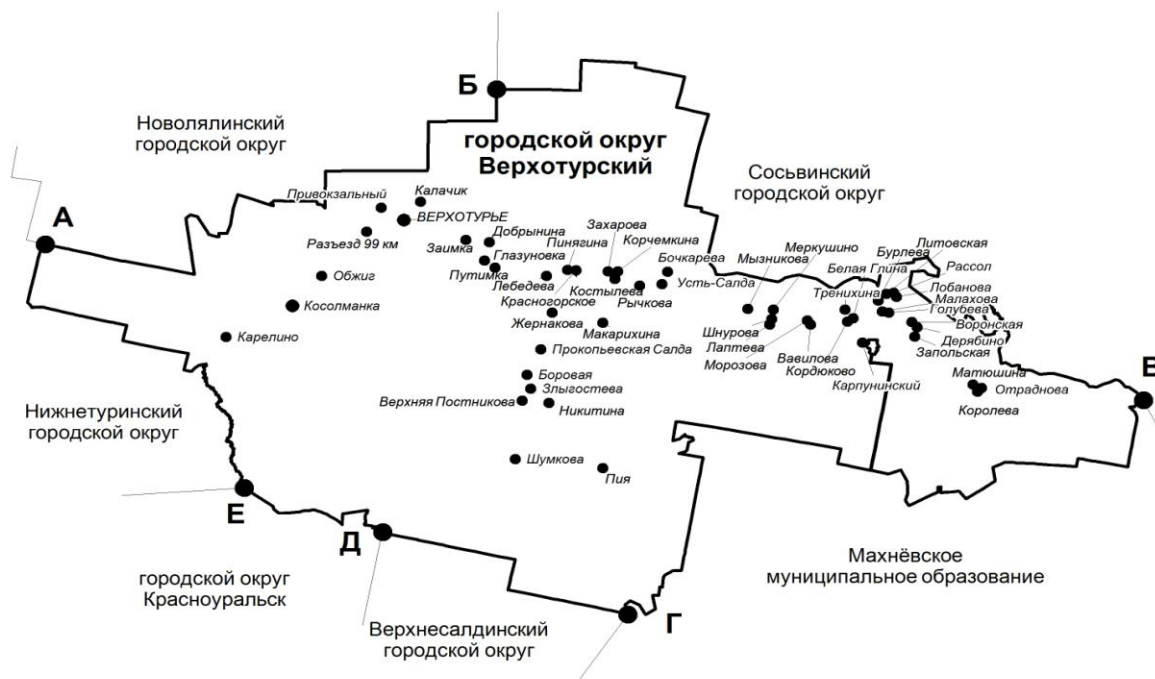 Б
Новолялинский
городской округ
городской округ
Верхотурский
Сосьвинский
городской округ
А
Привокзальный
Калачик
ВЕРХОТУРЬЕ
Разъезд 99 км
Заимка
Добрынина
Глазуновка
Путимка
Пинягина
Захарова
Корчемкина
Бочкарева
Лебедева
Красногорское
Костылева
Рычкова
Усть-Салда
Мызникова
Меркушино
Белая Глина
Бурлева
Литовская
Рассол
Тренихина
Лобанова
Малахова
Голубева
Обжиг
Косолманка
Карелино
Жернакова
Макарихина
Шнурова
Лаптева
Морозова
Вавилова
Кордюково
Карпунинский
Воронская
Дерябино
Запольская
Прокопьевская Салда
Боровая
Злыгостева
Верхняя Постникова
Никитина
Матюшина
Отраднова
Королева
В
Нижнетуринский
городской округ
Шумкова
Пия
Е
Д
Г
городской округ
Красноуральск
Верхнесалдинский
городской округ
Махнёвское
муниципальное образование